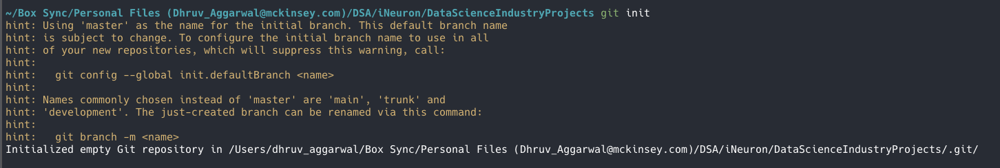 ~/Box Sync/Personal Files (Dhruv_Aggarwal@mckinsey.com)/DSA/iNeuron/DataScienceIndustryProjects git init
hint: Using 'master' as the name for the initial branch. This default branch name
hint: is subject to change. To configure the initial branch name to use in all
hint: of your new repositories, which will suppress this warning, call:
hint:
hint:   git config --global init.defaultBranch <name>
hint:
hint: Names commonly chosen instead of 'master' are 'main', 'trunk' and
hint: 'development'. The just-created branch can be renamed via this command:
hint:
hint:   git branch -m <name>
Initialized empty Git repository in /Users/dhruv_aggarwal/Box Sync/Personal Files (Dhruv_Aggarwal@mckinsey.com)/DSA/iNeuron/DataScienceIndustryProjects/.git/